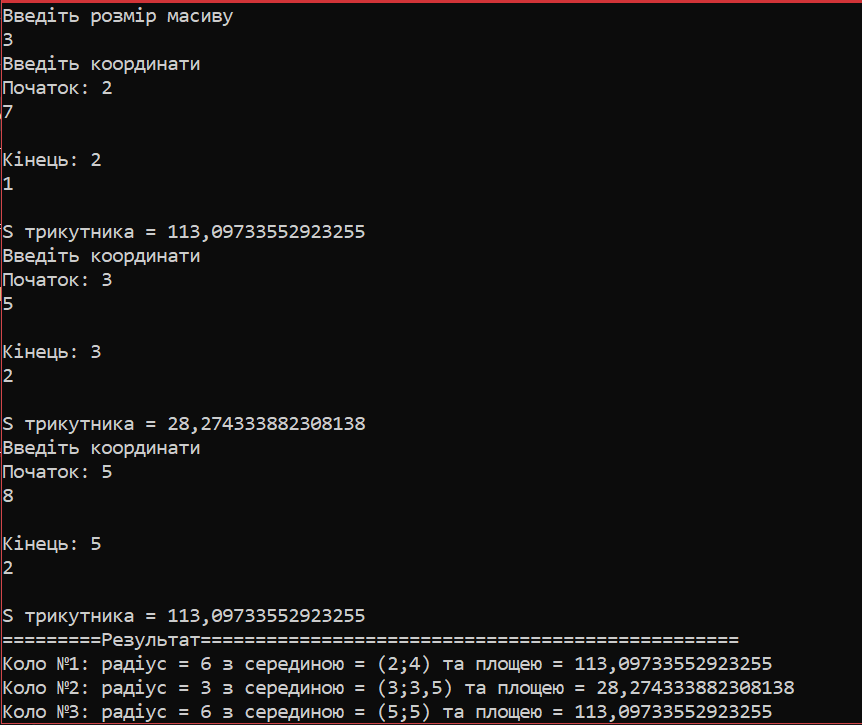 Введіть розмір масиву
3
Введіть координати
Початок: 2
7
Кінець: 2
1
S трикутника = 113,09733552923255
Введіть координати
Початок: 3
5
Кінець: 3
2
S трикутника = 28,274333882308138
Введіть координати
Початок: 5
8
Кінець: 5
2
S трикутника = 113,09733552923255
=========Результат=================================================
Коло №1: радіус = 6 з серединою = (2;4) та площею = 113,09733552923255
Коло №2: радіус = 3 з серединою = (3;3,5) та площею = 28,274333882308138
Коло №3: радіус = 6 з серединою = (5;5) та площею = 113,09733552923255